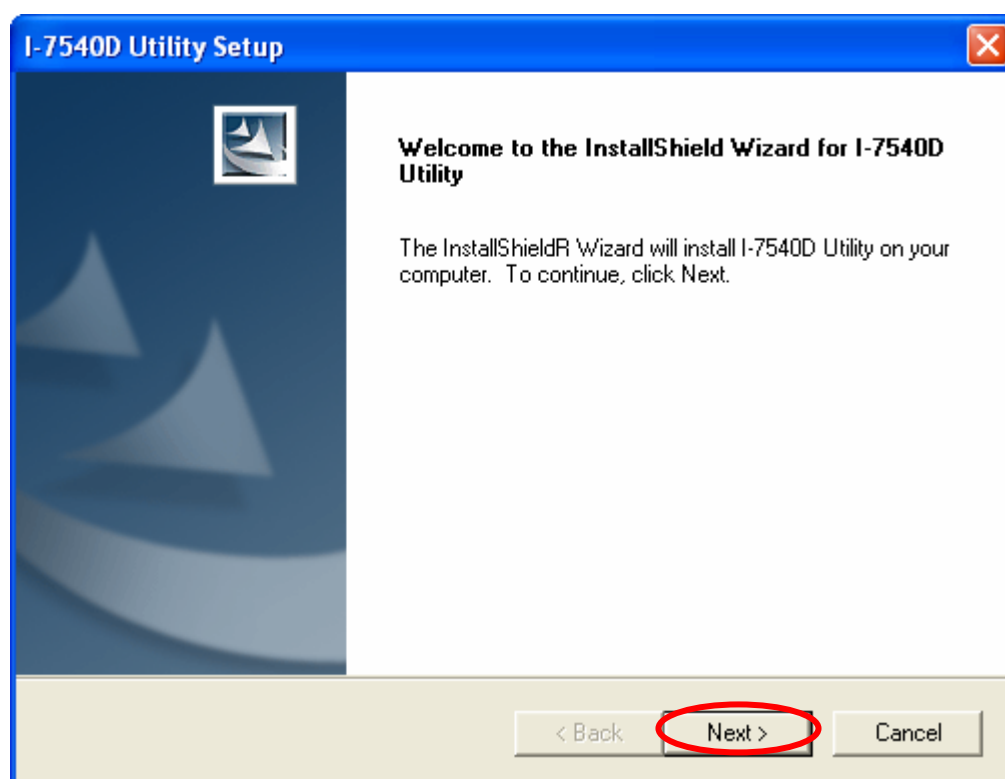 I-7540D Utility Setup
Welcome to the InstallShield Wizard for I-7540D
Utility
The InstallShieldR Wizard will install I-7540D Utility on your
computer. To continue, click Next.
< Back
Next >
Cancel